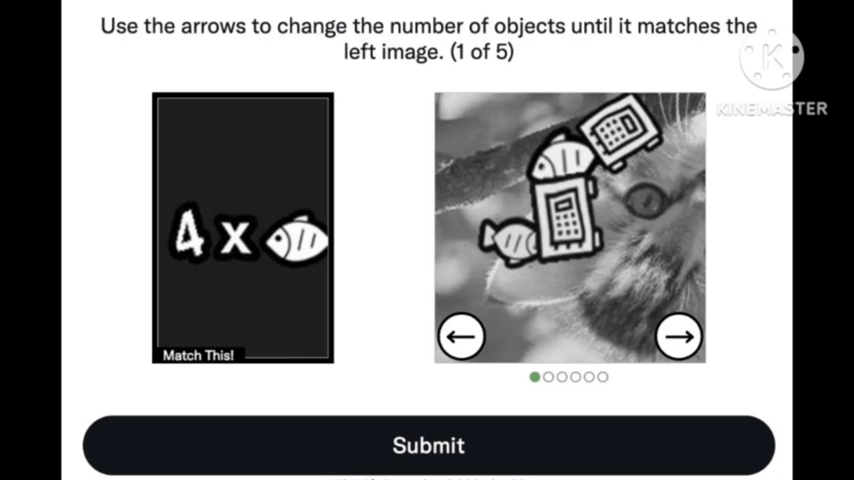 Use the arrows to change the number of objects until it matches the
left image. (1 of 5)
K
KINEMASTER
4 x
Match This!
Submit